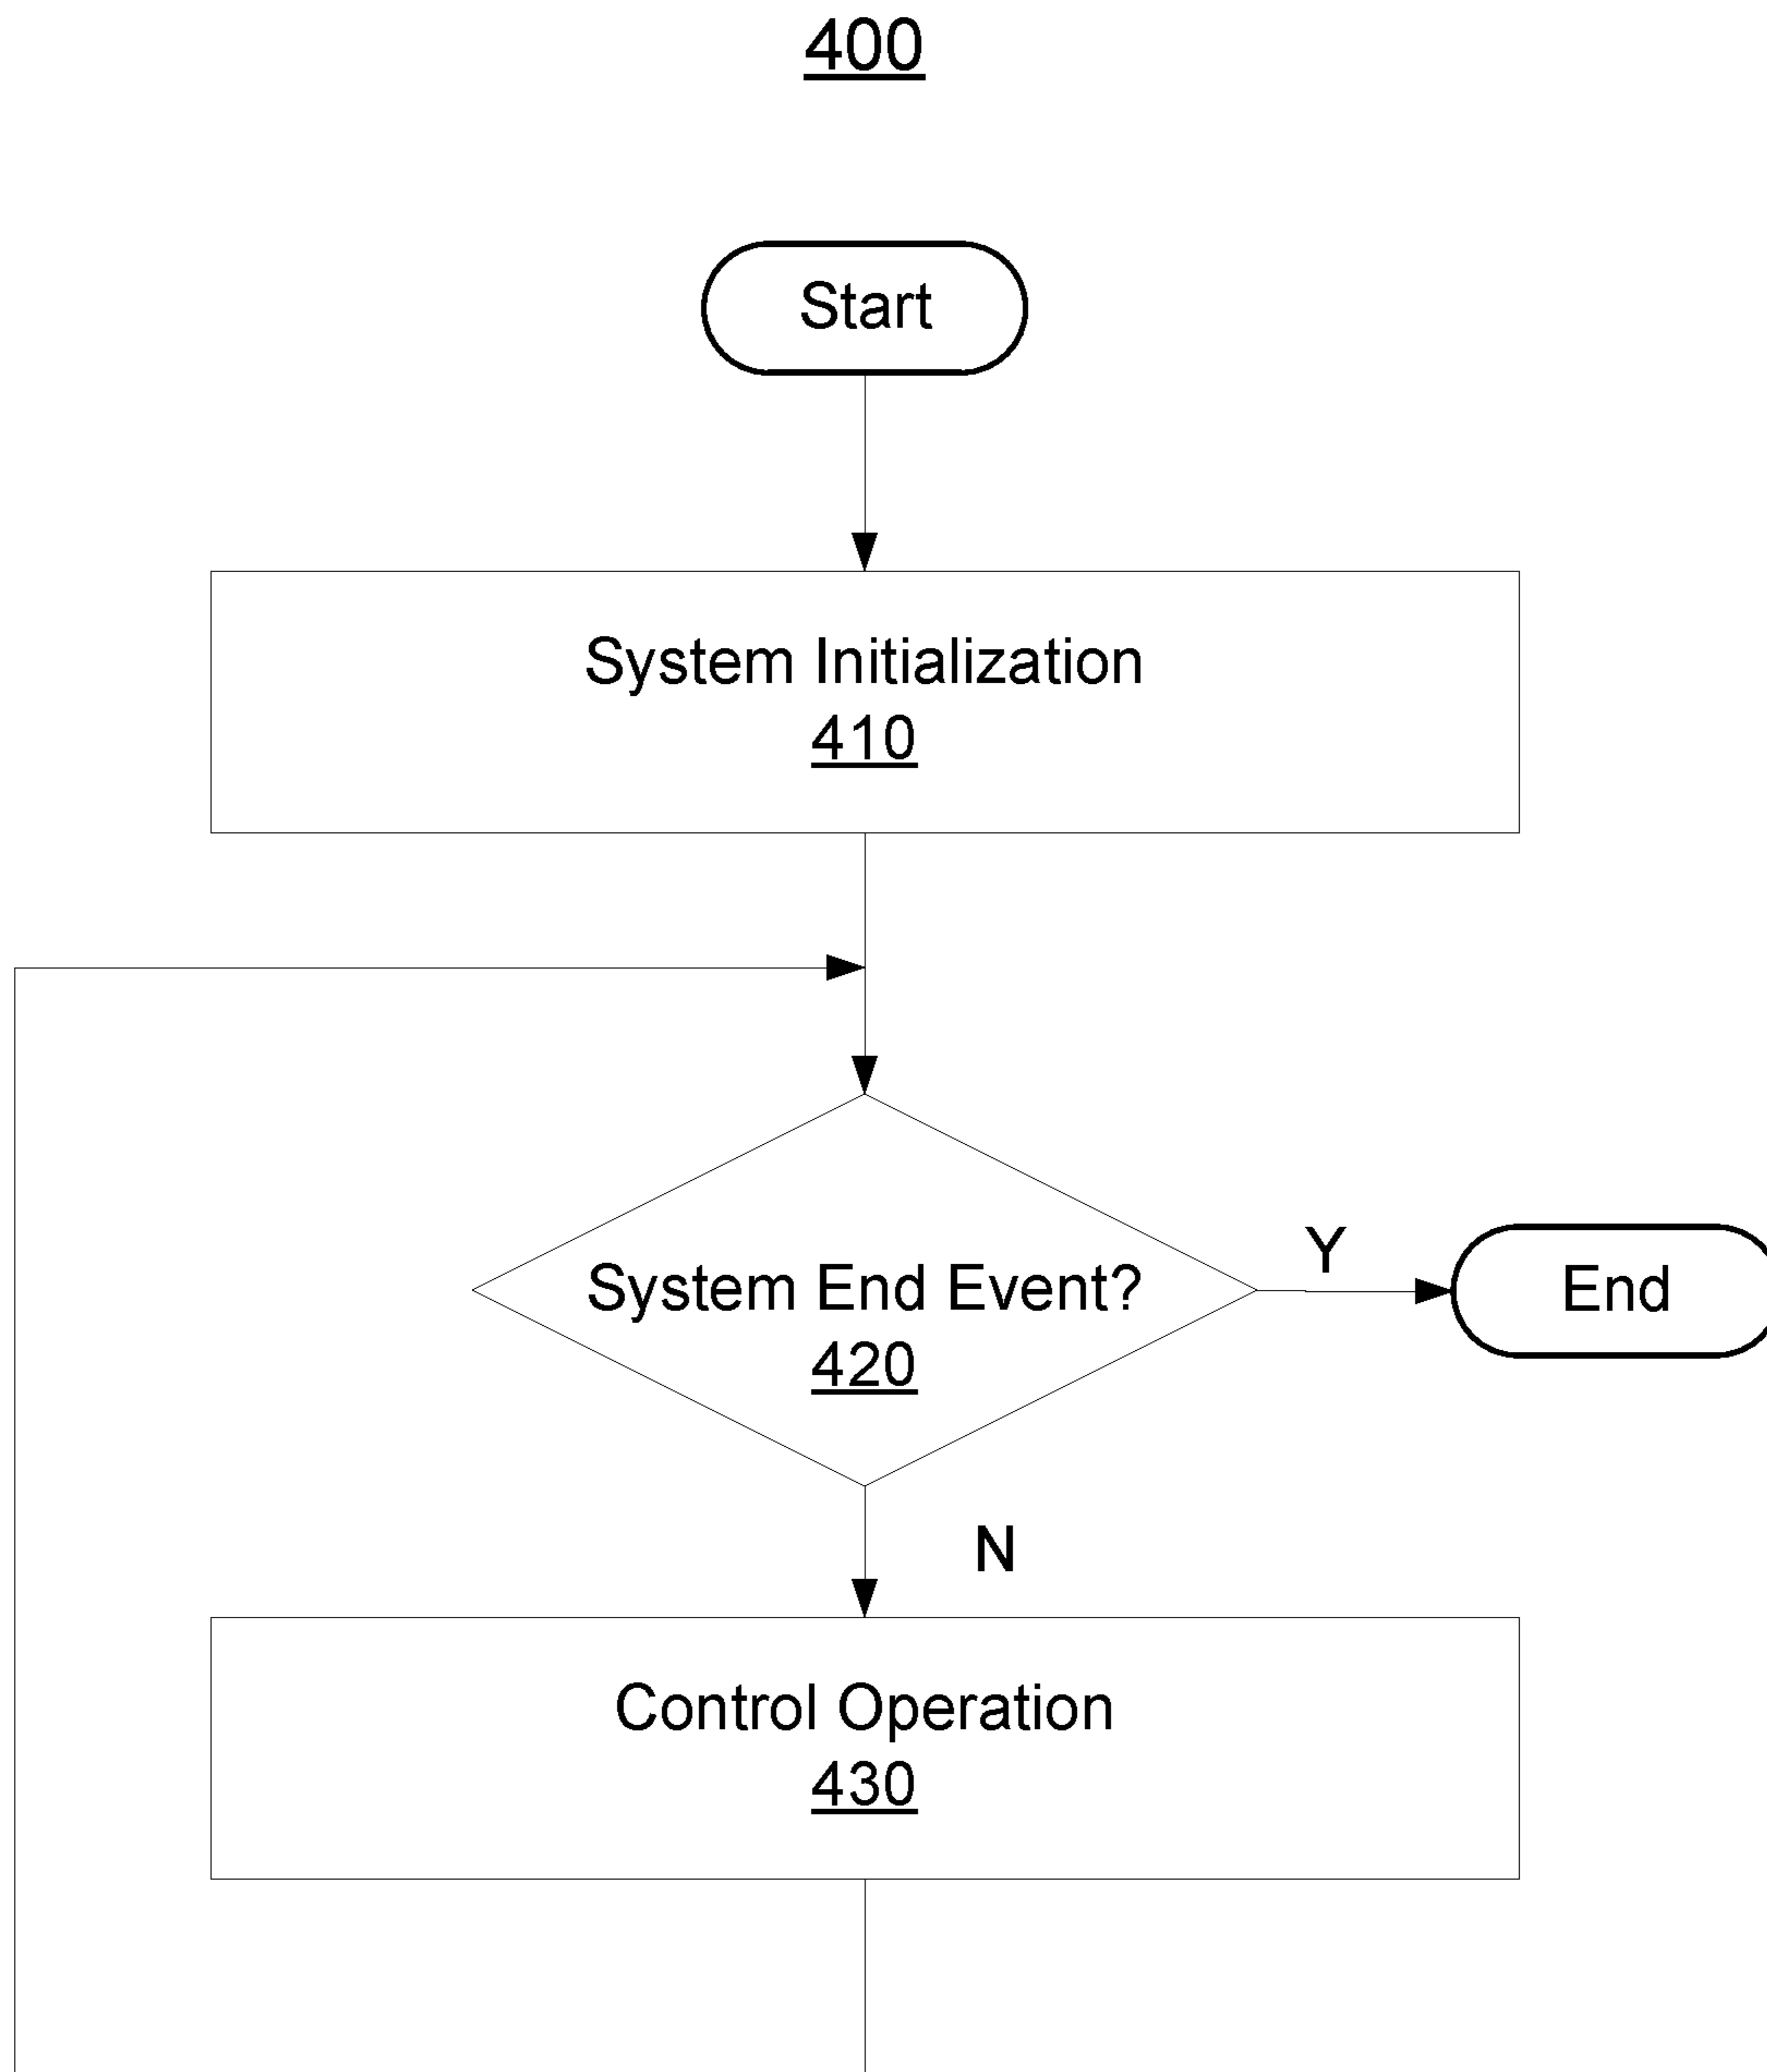 400
Start
System Initialization
410
System End Event?
420
Y
End
N
Control Operation
430